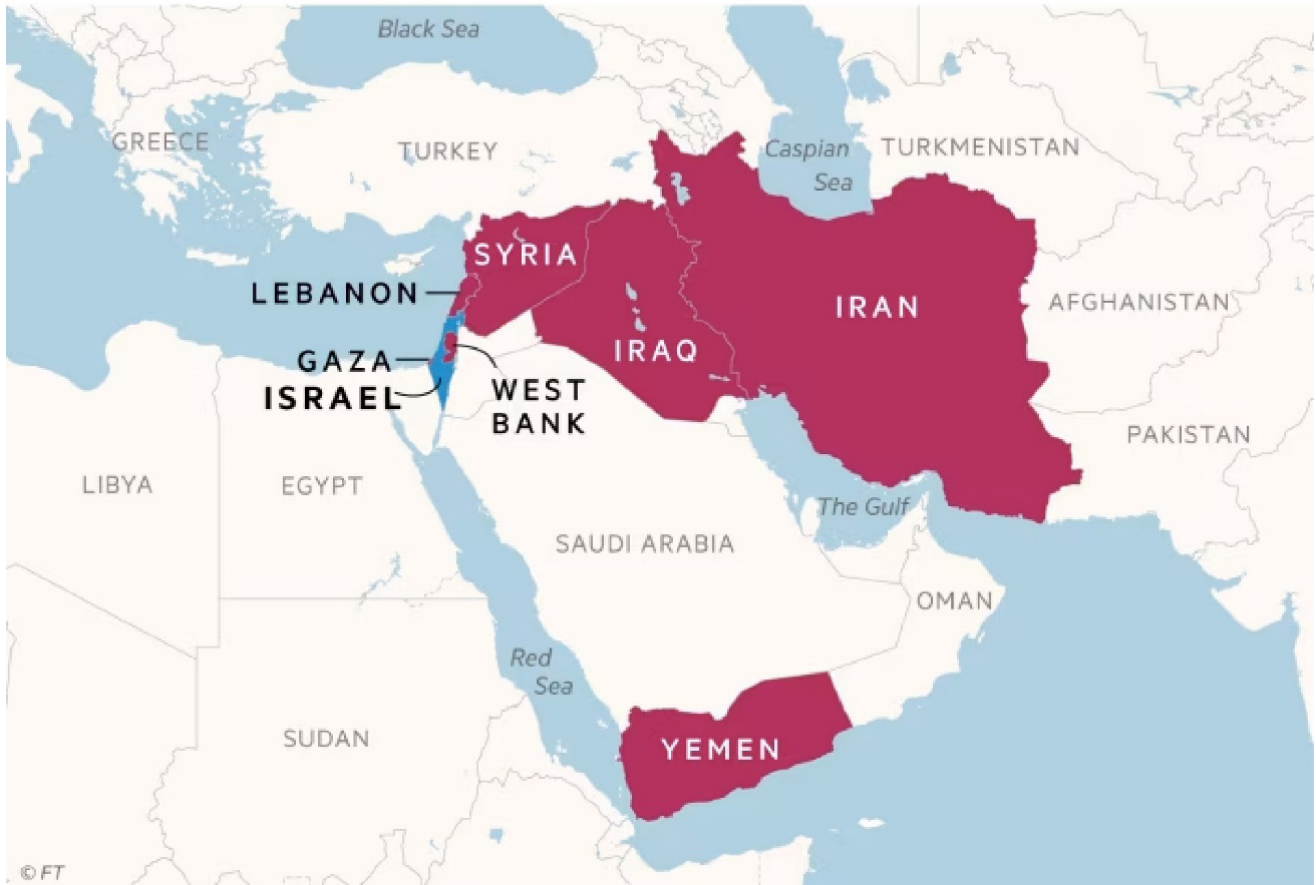 Black Sea
GREECE
TURKEY
Caspian
Sea
TURKMENISTAN
SYRIA
LEBANON
IRAN
AFGHANISTAN
IRAQ
GAZA
ISRAEL
WEST
BANK
PAKISTAN
LIBYA
EGYPT
The Gulf
SAUDI ARABIA
OMAN
Red
Sea
SUDAN
YEMEN
© FT